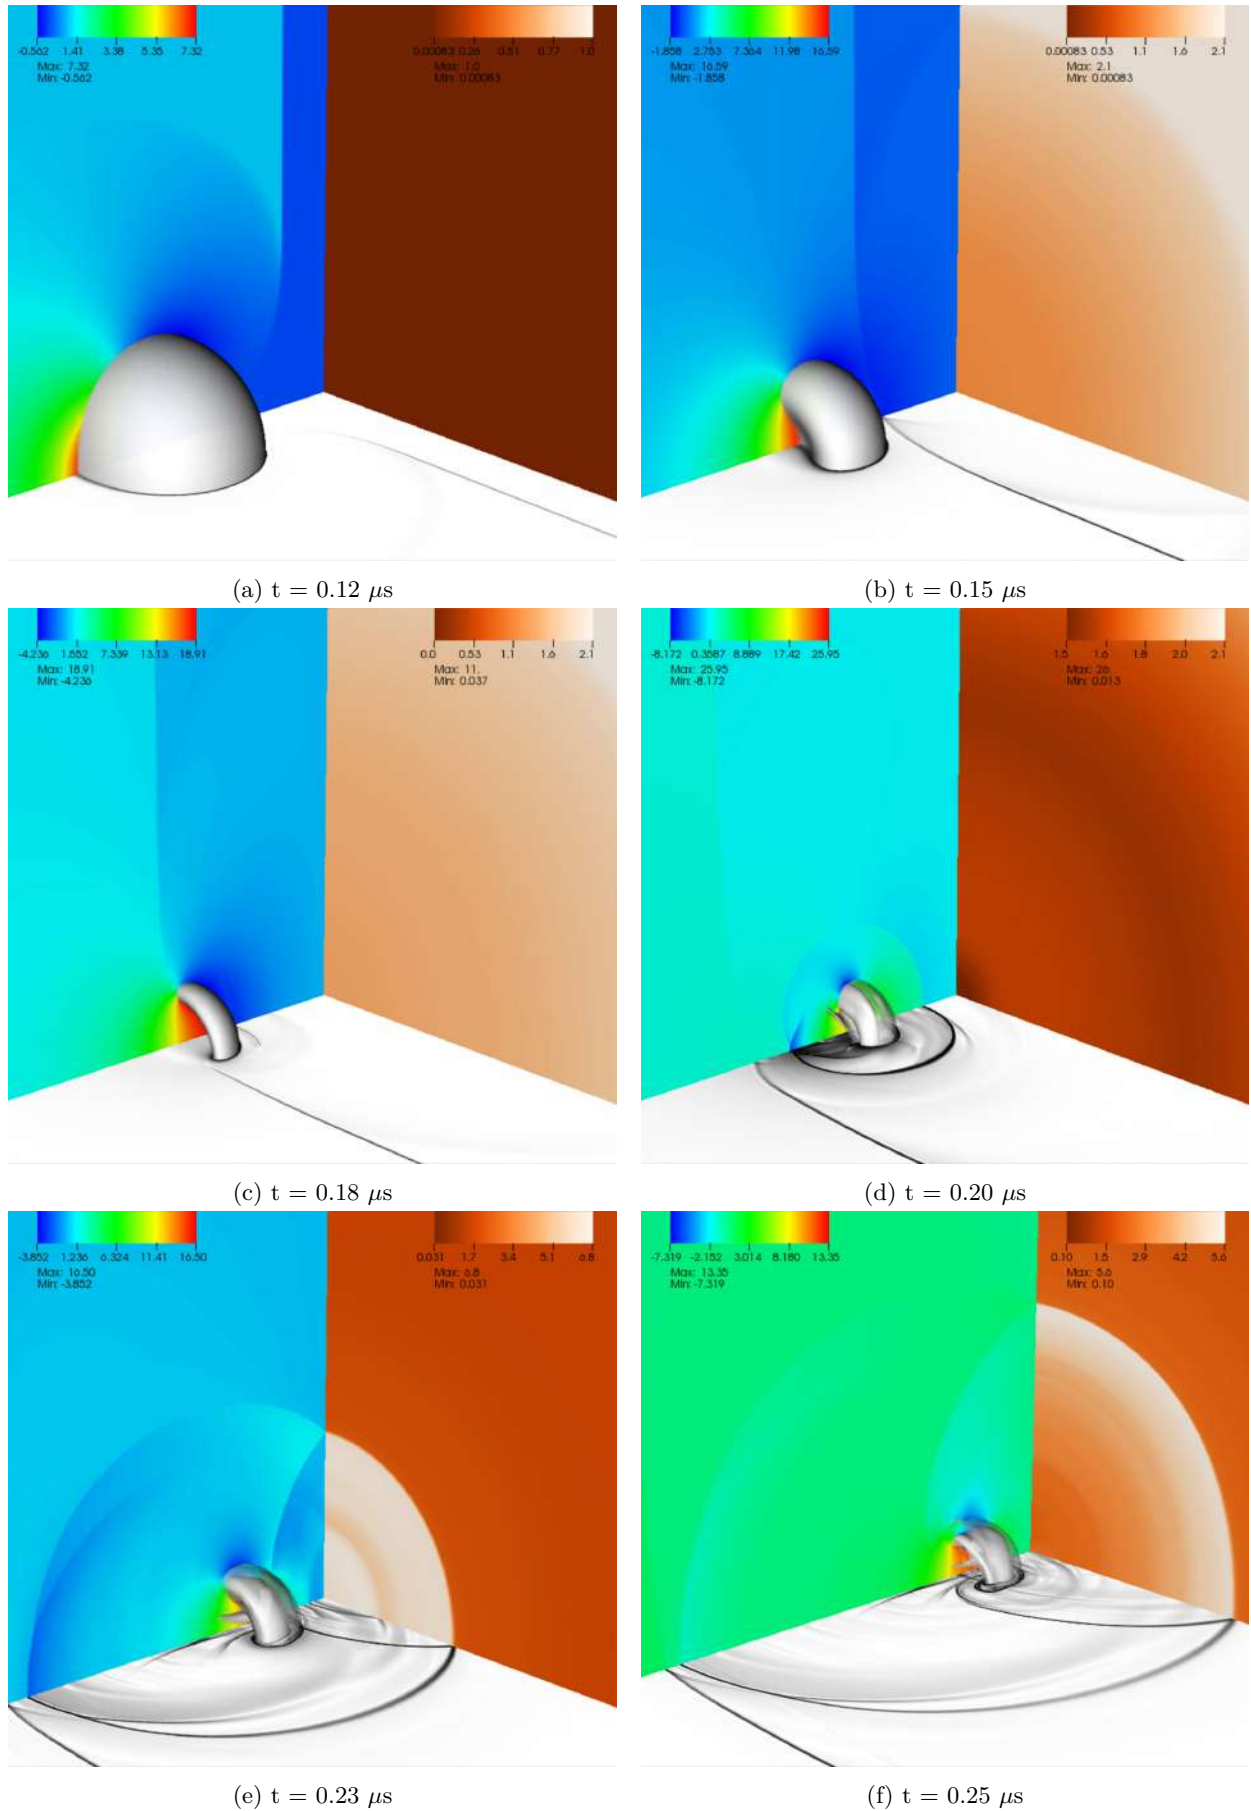 -0.562 1.41 3.38 5.35 7.32
Max: 7.32
Min: -0.562
0.00083 0.26 0.51 0.77 1.0
Max: 1.0
Min: 0.00083
-1.858 2.753 7.364 11.98 16.59
Max: 16.59
Min: -1.858
0.00083 0.53 1.1 1.6 2.1
Max: 2.1
Min: 0.00083
(a) t = 0.12 μs
(b) t = 0.15 μs
-4.236 1.552 7.339 13.13 18.91
Max: 18.91
Min: -4.236
0.0 0.53 1.1 1.6 2.1
Max: 11.
Min: 0.037
-8.172 0.3587 8.889 17.42 25.95
Max: 25.95
Min: -8.172
1.5 1.6 1.8 2.0 2.1
Max: 26.
Min: 0.013
(c) t = 0.18 μs
(d) t = 0.20 μs
-3.852 1.236 6.324 11.41 16.50
Max: 16.50
Min: -3.852
0.031 1.7 3.4 5.1 6.8
Max: 6.8
Min: 0.031
-7.319 -2.152 3.014 8.180 13.35
Max: 13.35
Min: -7.319
0.10 1.5 2.9 4.2 5.6
Max: 5.6
Min: 0.10
(e) t = 0.23 μs
(f) t = 0.25 μs